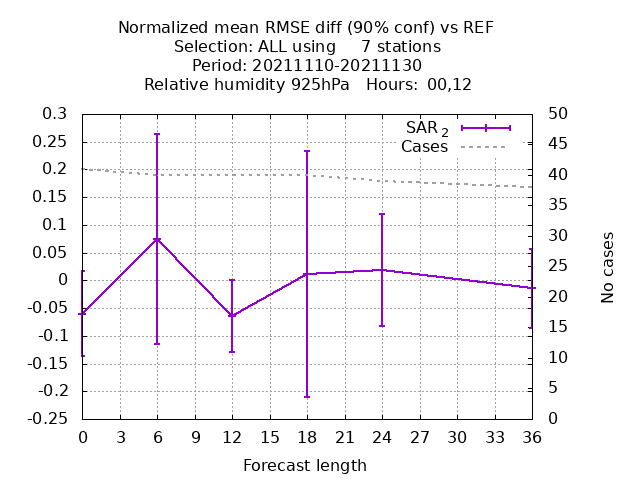 Normalized mean RMSE diff (90% conf) vs REF
Selection: ALL using     7 stations
Period: 20211110-20211130
Relative humidity 925hPa   Hours:  00,12
SAR 2
Cases
0.3
0.25
0.2
0.15
0.1
0.05
0
-0.05
-0.1
-0.15
-0.2
-0.25
50
45
40
35
30
25
20
15
10
5
0
No cases
0 3 6 9 12 15 18 21 24 27 30 33 36
Forecast length